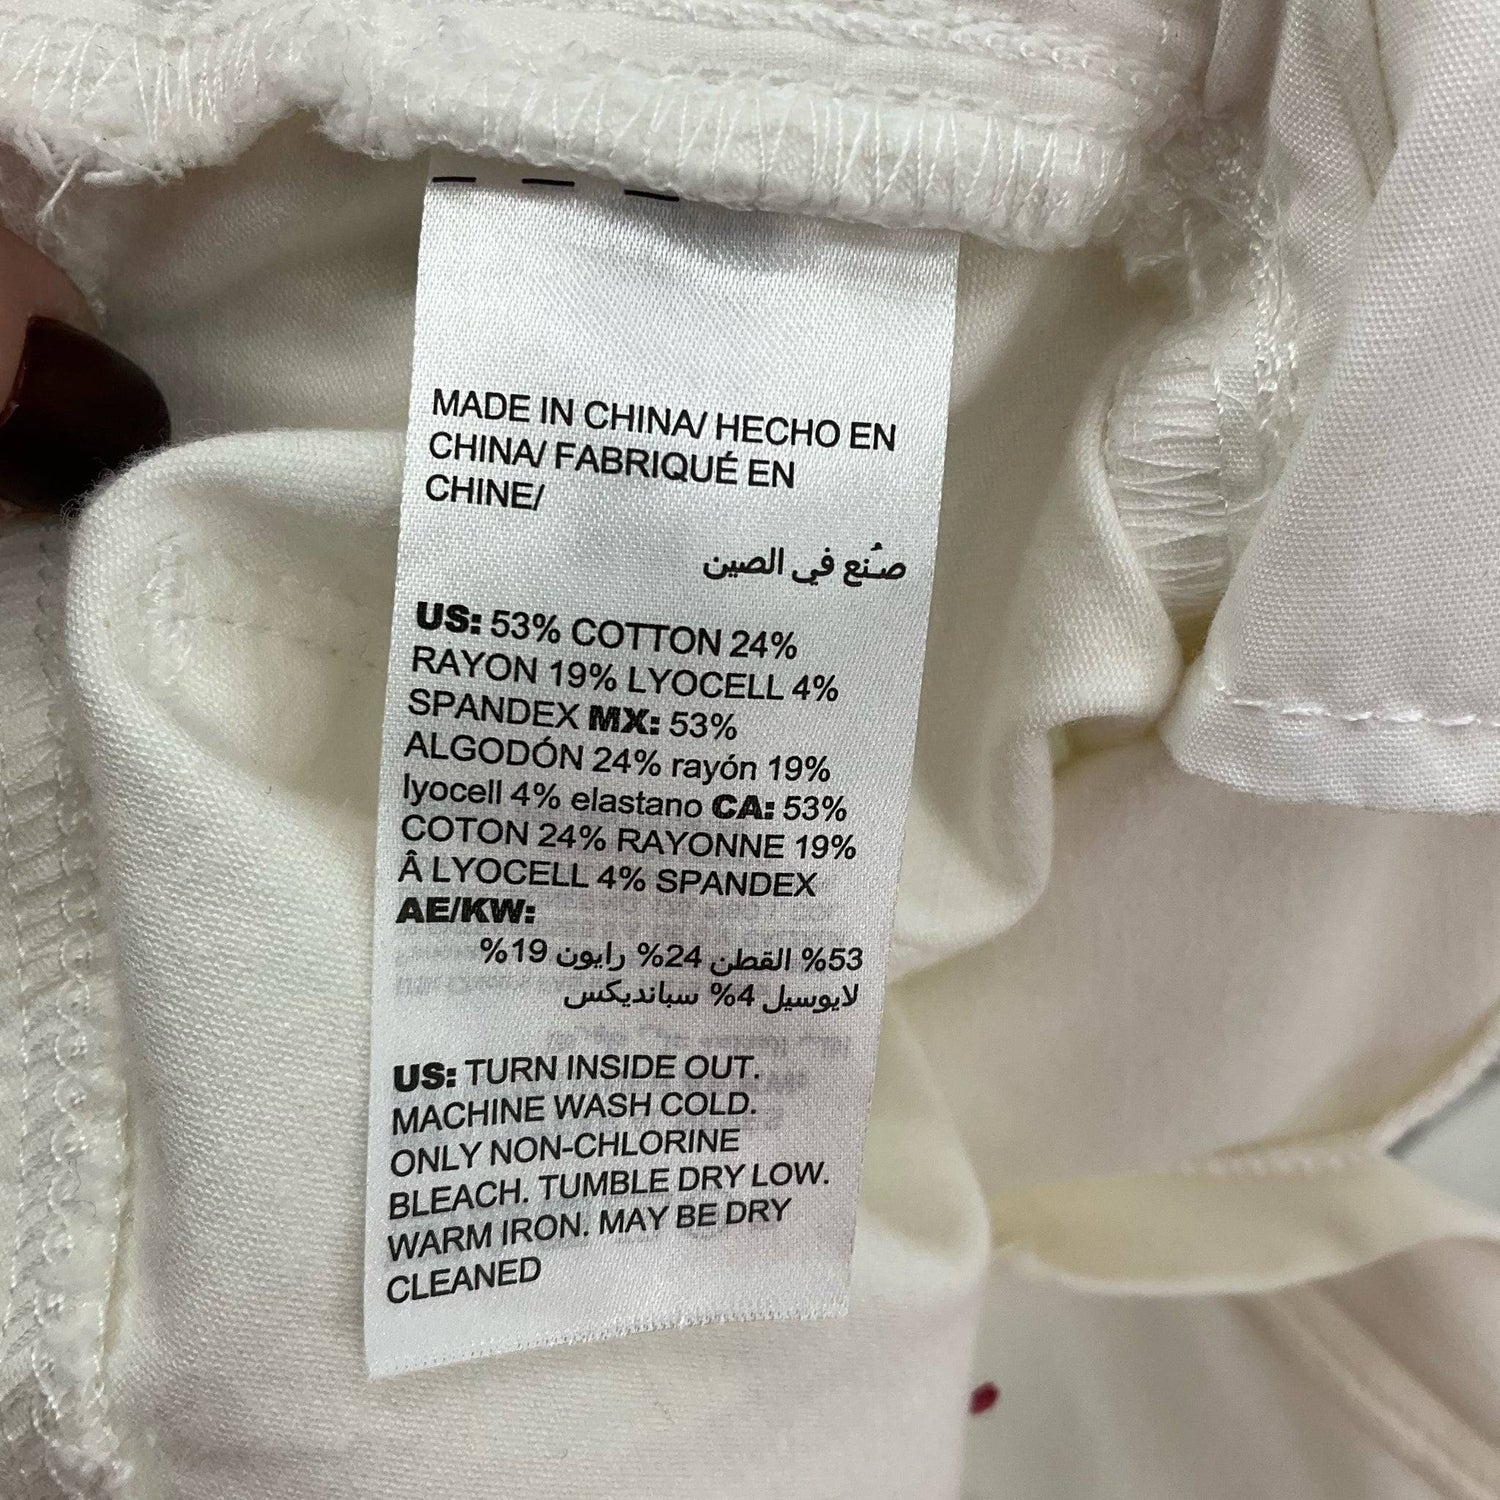 MADE IN CHINA/ HECHO EN
CHINA/ FABRIQUÉ EN
CHINE/
صُنع في الصين
US: 53% COTTON 24%
RAYON 19% LYOCELL 4%
SPANDEX MX: 53%
ALGODÓN 24% rayón 19%
lyocell 4% elastano CA: 53%
COTON 24% RAYONNE 19%
Â LYOCELL 4% SPANDEX
AE/KW:
53% القطن 24% رايون 19%
لايوسيل 4% سبانديكس
US: TURN INSIDE OUT.
MACHINE WASH COLD.
ONLY NON-CHLORINE
BLEACH. TUMBLE DRY LOW.
WARM IRON. MAY BE DRY
CLEANED